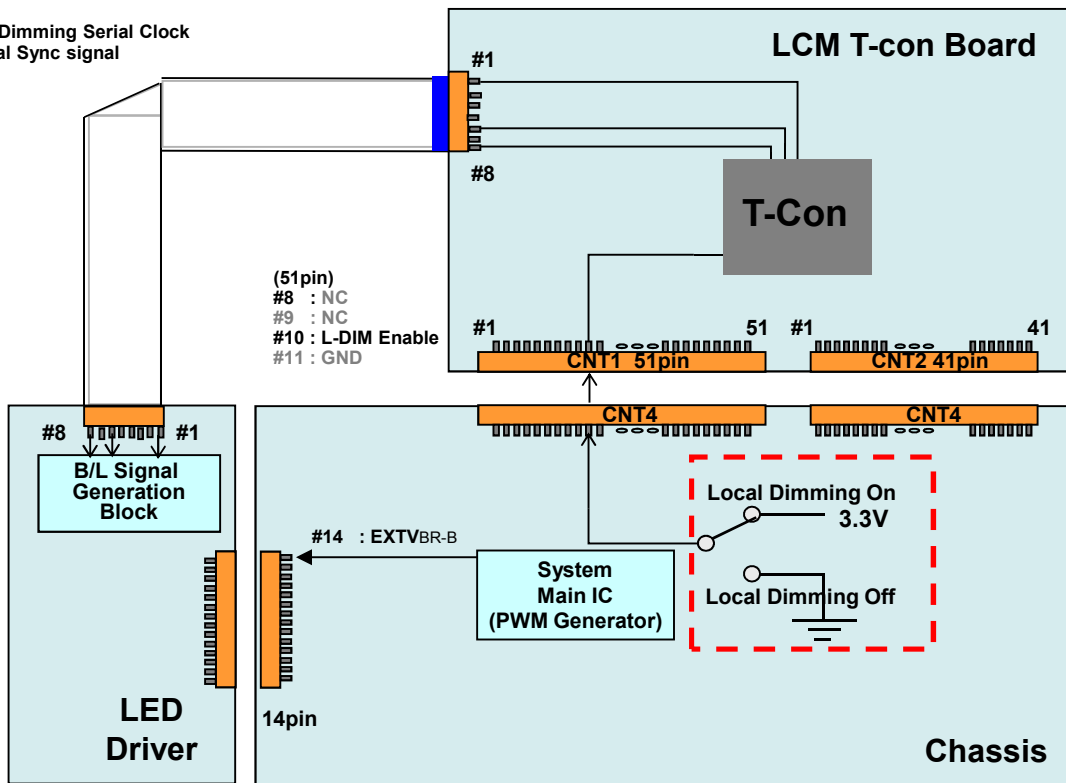 Dimming Serial Clock
al Sync signal
LCM T-con Board
#1
#8
T-Con
(51pin)
#8 : NC
#9 : NC
#10 : L-DIM Enable
#11 : GND
#1
51
#1
41
CNT1 51pin
CNT2 41pin
CNT4
CNT4
#8
#1
B/L Signal
Generation
Block
Local Dimming On
3.3V
#14 : EXTVBR-B
System
Main IC
(PWM Generator)
Local Dimming Off
LED
Driver
14pin
Chassis